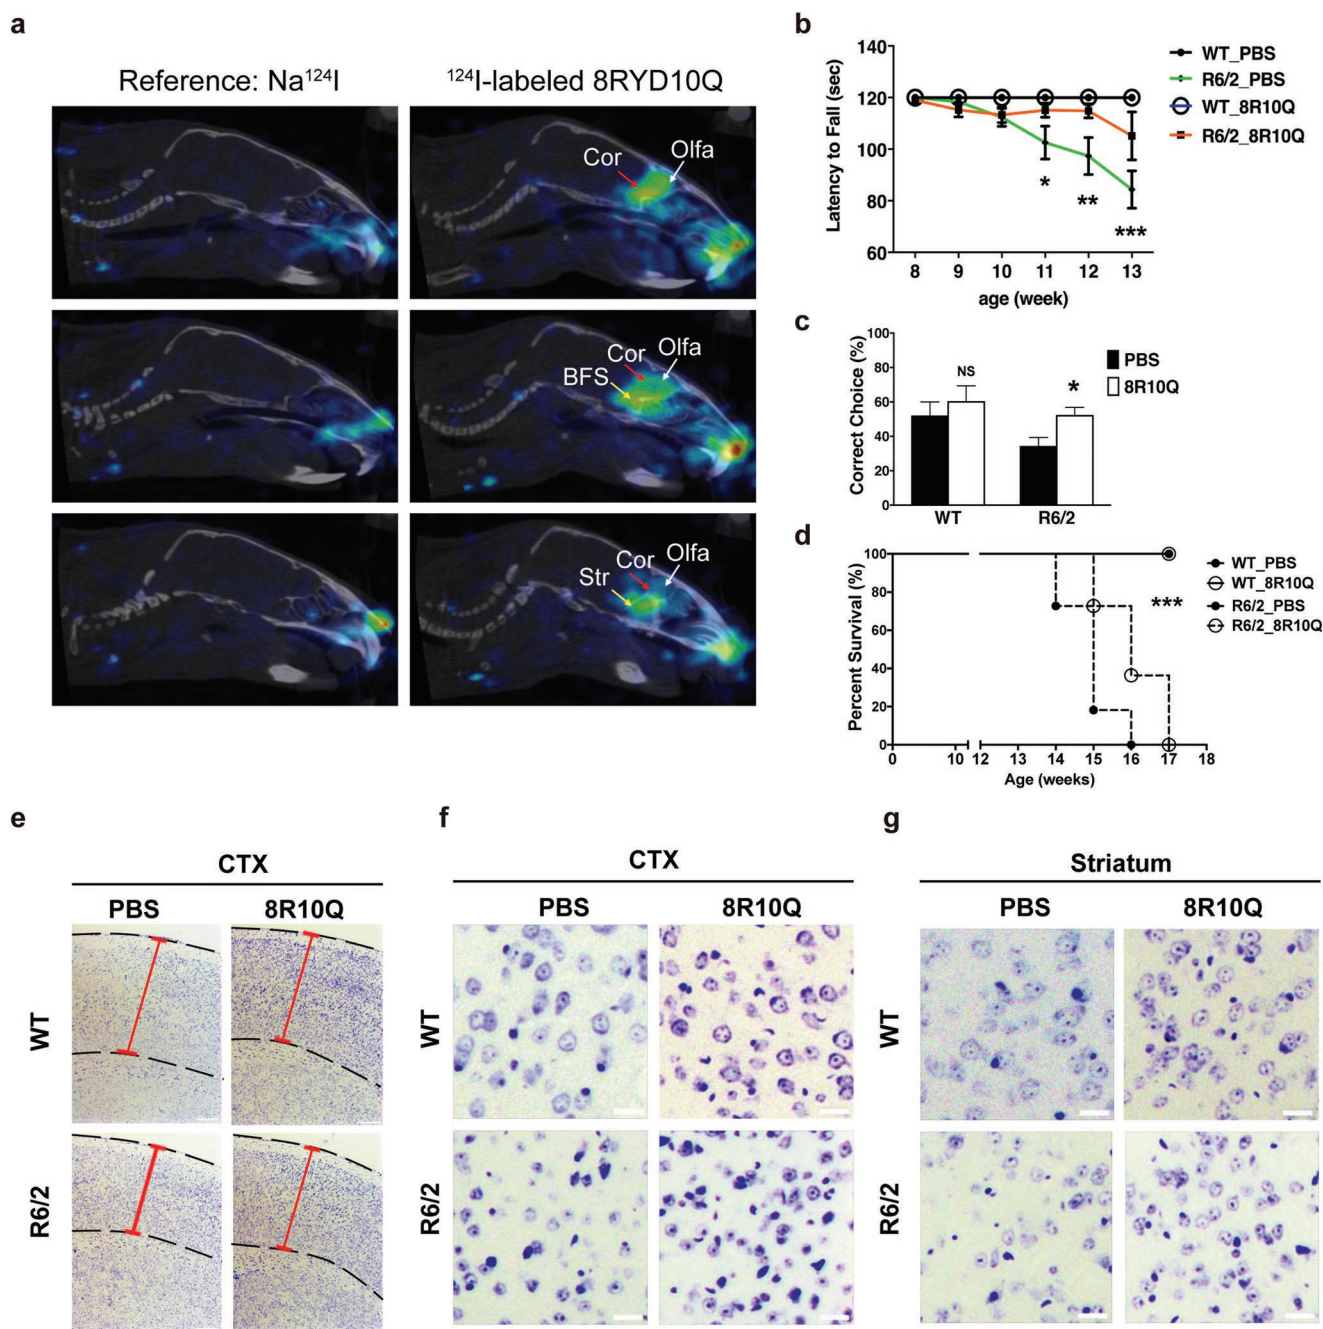 a
Reference: Na¹²⁴I
¹²⁴I-labeled 8RYD10Q
Cor
Olfa
Cor
Olfa
BFS
Cor
Olfa
Str
b
Latency to Fall (sec)
140
120
100
80
60
8 9 10 11 12 13
age (week)
*
**
***
WT_PBS
R6/2_PBS
WT_8R10Q
R6/2_8R10Q
c
Correct Choice (%)
100
80
60
40
20
0
NS
*
WT R6/2
PBS
8R10Q
d
Percent Survival (%)
100
80
60
40
20
0
0 10 12 13 14 15 16 17 18
Age (weeks)
***
WT_PBS
WT_8R10Q
R6/2_PBS
R6/2_8R10Q
e
CTX
PBS 8R10Q
WT
R6/2
f
CTX
PBS 8R10Q
WT
R6/2
g
Striatum
PBS 8R10Q
WT
R6/2